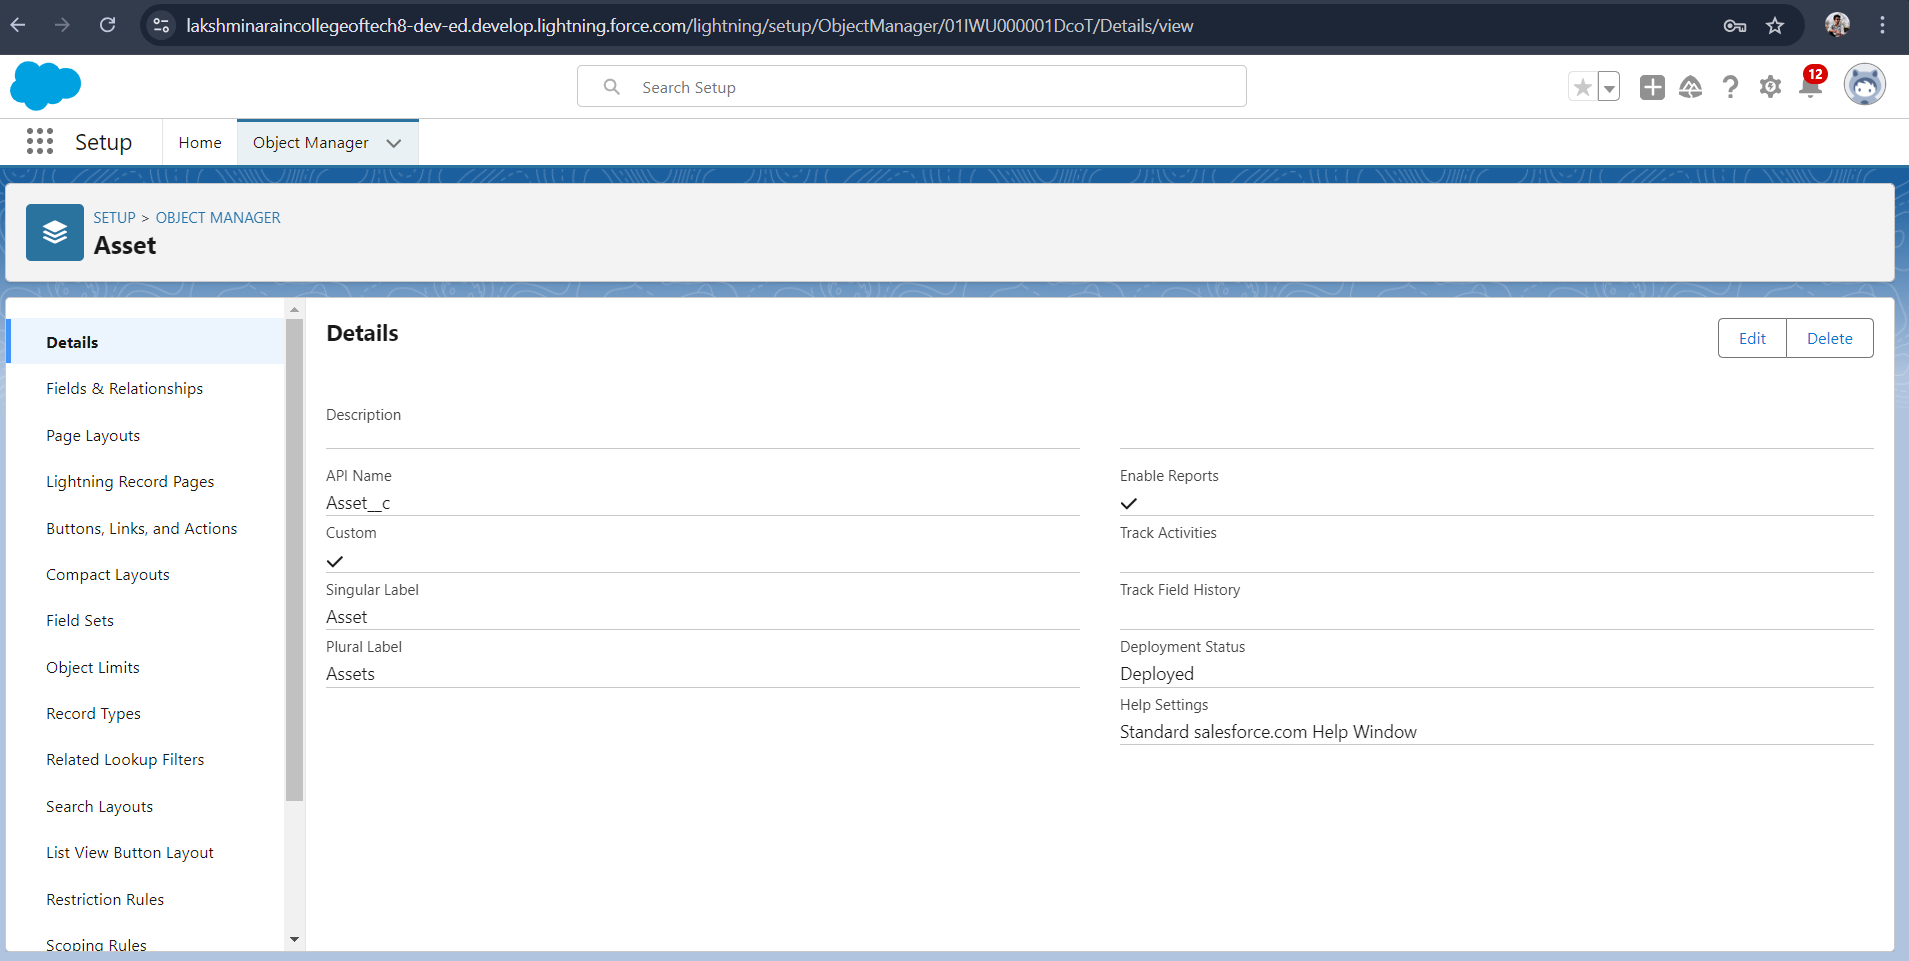 lakshminaraincollegeoftech8-dev-ed.develop.lightning.force.com/lightning/setup/ObjectManager/01IWU000001DcoT/Details/view
Search Setup
12
Setup
Home
Object Manager
SETUP > OBJECT MANAGER
Asset
Details
Fields & Relationships
Page Layouts
Lightning Record Pages
Buttons, Links, and Actions
Compact Layouts
Field Sets
Object Limits
Record Types
Related Lookup Filters
Search Layouts
List View Button Layout
Restriction Rules
Scoping Rules
Details
Edit
Delete
Description
API Name
Asset__c
Custom
Singular Label
Asset
Plural Label
Assets
Enable Reports
Track Activities
Track Field History
Deployment Status
Deployed
Help Settings
Standard salesforce.com Help Window